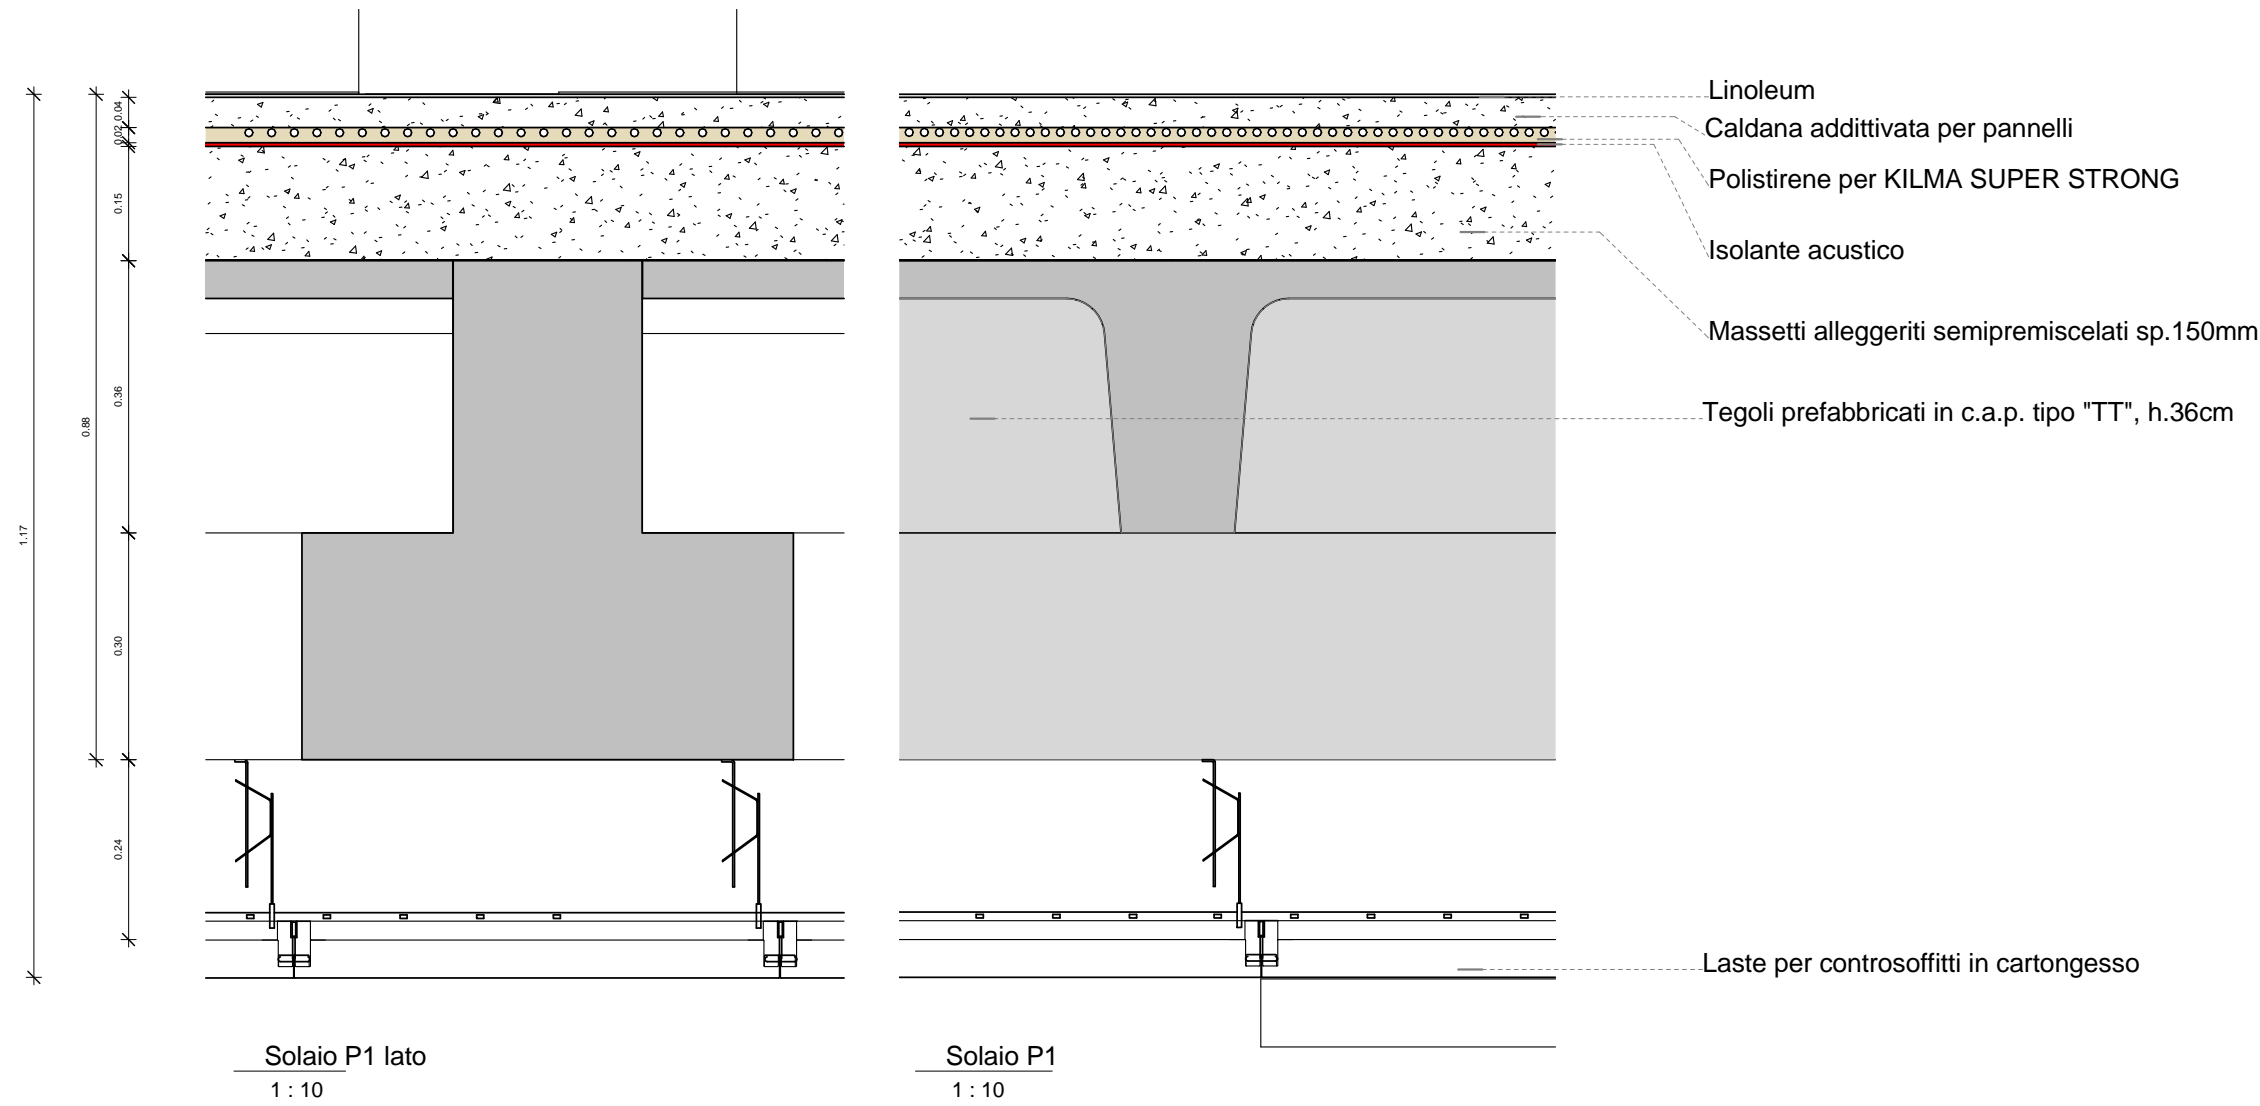 Linoleum
Caldana addittivata per pannelli
Polistirene per KILMA SUPER STRONG
Isolante acustico
Massetti alleggeriti semipremiscelati sp.150mm
Tegoli prefabbricati in c.a.p. tipo "TT", h.36cm
Laste per controsoffitti in cartongesso
0.04
0.02
0.15
0.36
0.88
1.17
0.30
0.24
Solaio P1 lato
1 : 10
Solaio P1
1 : 10